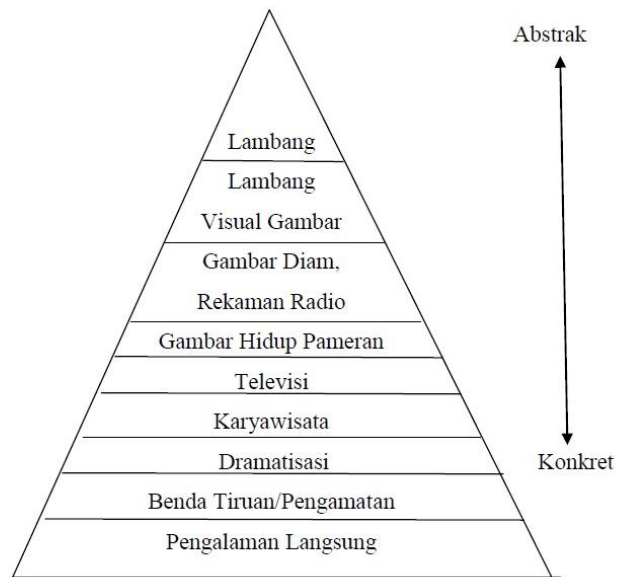 Abstrak
Lambang
Lambang
Visual Gambar
Gambar Diam,
Rekaman Radio
Gambar Hidup Pameran
Televisi
Karyawisata
Dramatisasi
Konkret
Benda Tiruan/Pengamatan
Pengalaman Langsung